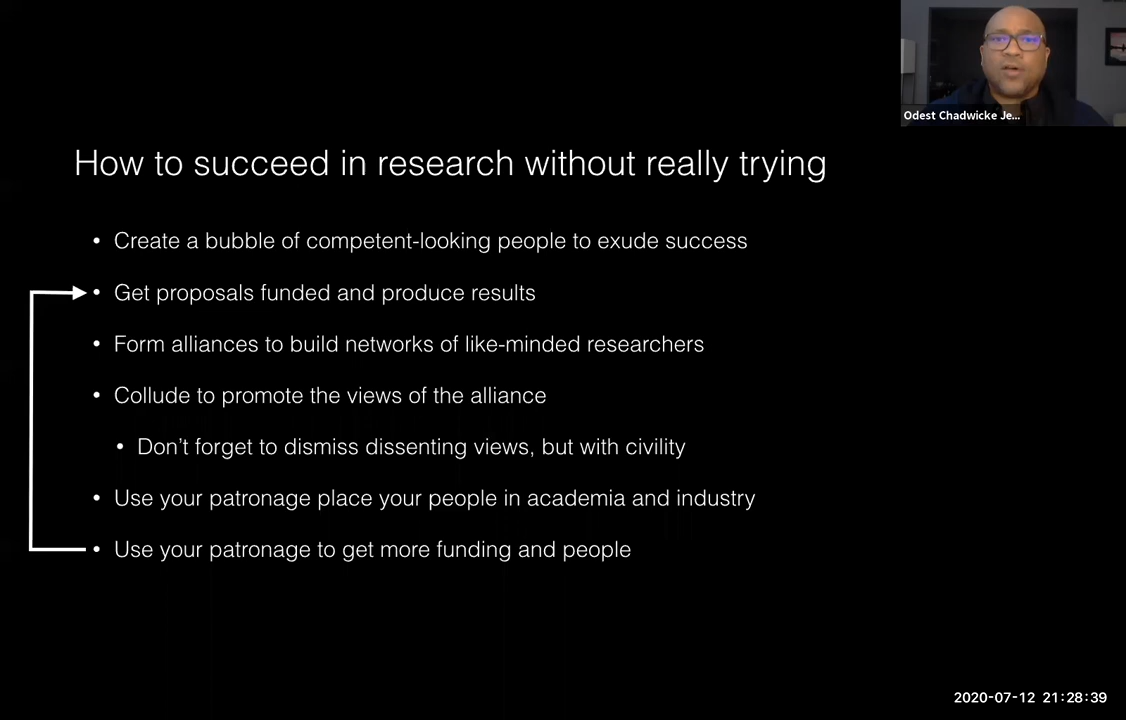 Odest Chadwicke Je...
How to succeed in research without really trying
• Create a bubble of competent-looking people to exude success
• Get proposals funded and produce results
• Form alliances to build networks of like-minded researchers
• Collude to promote the views of the alliance
• Don’t forget to dismiss dissenting views, but with civility
• Use your patronage place your people in academia and industry
• Use your patronage to get more funding and people
2020-07-12 21:28:39